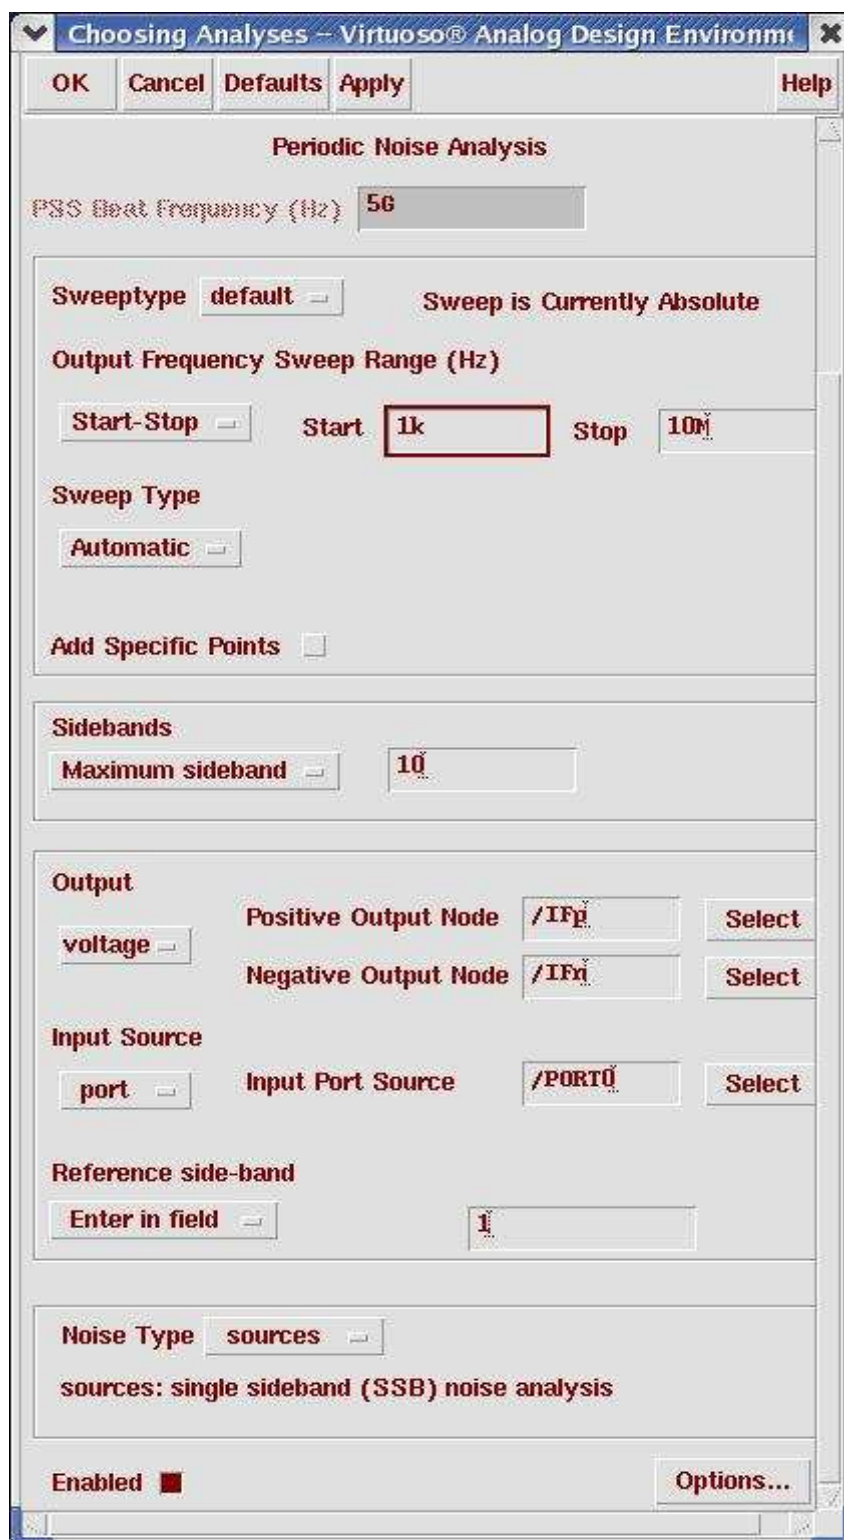 Choosing Analyses -- Virtuoso® Analog Design Environme
OK Cancel Defaults Apply Help
Periodic Noise Analysis
PSS Beat Frequency (Hz) 5G
Sweeptype default Sweep is Currently Absolute
Output Frequency Sweep Range (Hz)
Start-Stop Start 1k Stop 10M
Sweep Type
Automatic
Add Specific Points
Sidebands
Maximum sideband 10
Output
voltage Positive Output Node /IFp Select
Negative Output Node /IFn Select
Input Source
port Input Port Source /PORT0 Select
Reference side-band
Enter in field 1
Noise Type sources
sources: single sideband (SSB) noise analysis
Enabled Options...